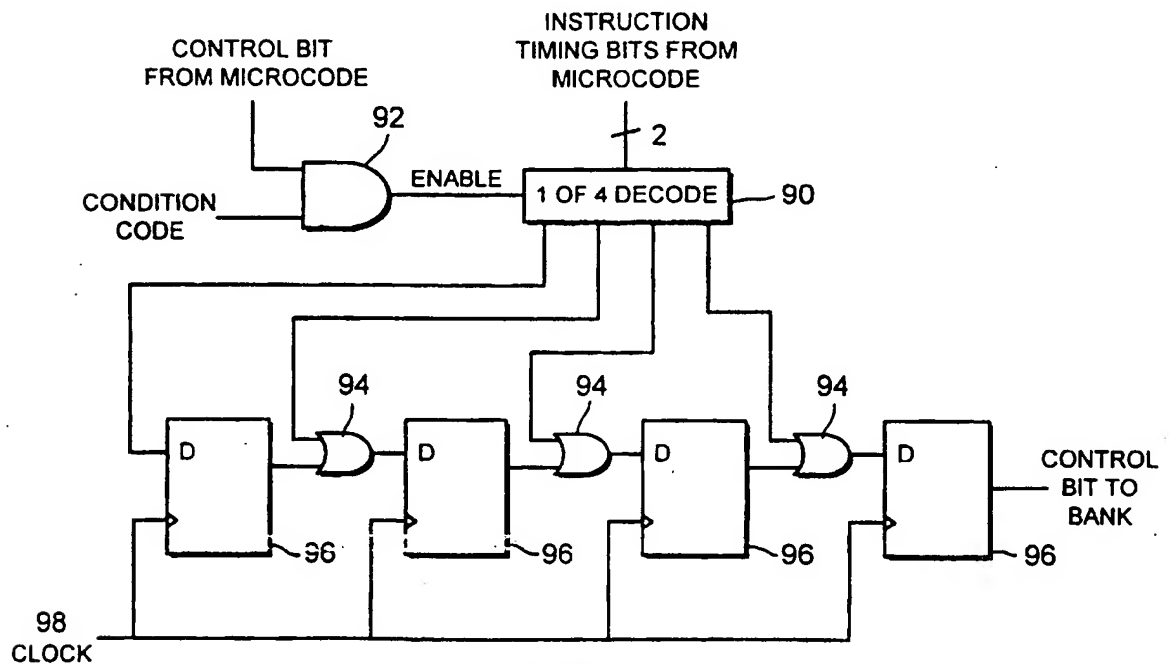 INSTRUCTION
TIMING BITS FROM
MICROCODE
CONTROL BIT
FROM MICROCODE
92
2
ENABLE
1 OF 4 DECODE
90
CONDITION
CODE
94
94
94
D
D
D
D
CONTROL
BIT TO
BANK
96
96
96
96
98
CLOCK